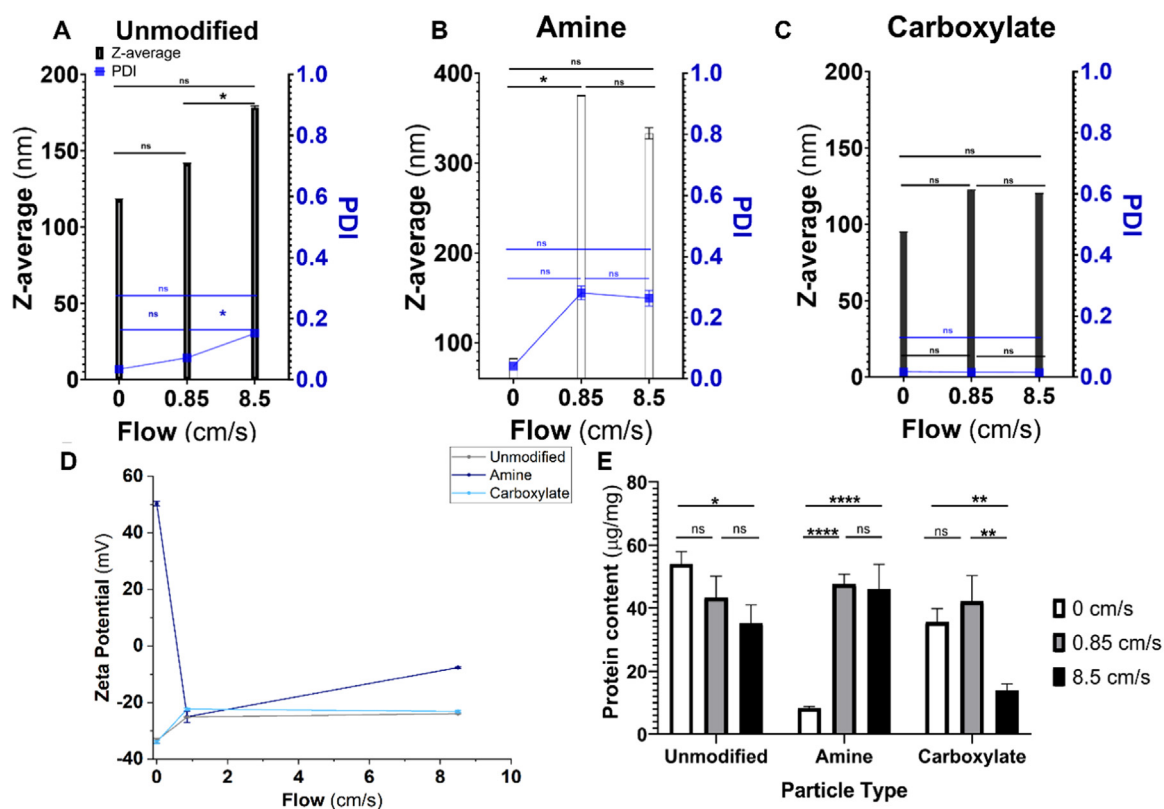 A Unmodified
Z-average
PDI
Z-average (nm)
200
150
100
50
0
ns
*
ns
ns
ns
*
1.0
0.8
0.6
0.4
0.2
0.0
PDI
0 0.85 8.5
Flow (cm/s)
B Amine
Z-average (nm)
400
300
200
100
ns
*
ns
ns
ns
ns
1.0
0.8
0.6
0.4
0.2
0.0
PDI
0 0.85 8.5
Flow (cm/s)
C Carboxylate
Z-average (nm)
200
150
100
50
0
ns
ns
ns
ns
ns
ns
1.0
0.8
0.6
0.4
0.2
0.0
PDI
0 0.85 8.5
Flow (cm/s)
D
Unmodified
Amine
Carboxylate
Zeta Potential (mV)
60
40
20
0
-20
-40
0 2 4 6 8 10
Flow (cm/s)
E
Protein content (µg/mg)
80
60
40
20
0
* **** **
ns ns **** ns ns **
Unmodified Amine Carboxylate
Particle Type
0 cm/s
0.85 cm/s
8.5 cm/s